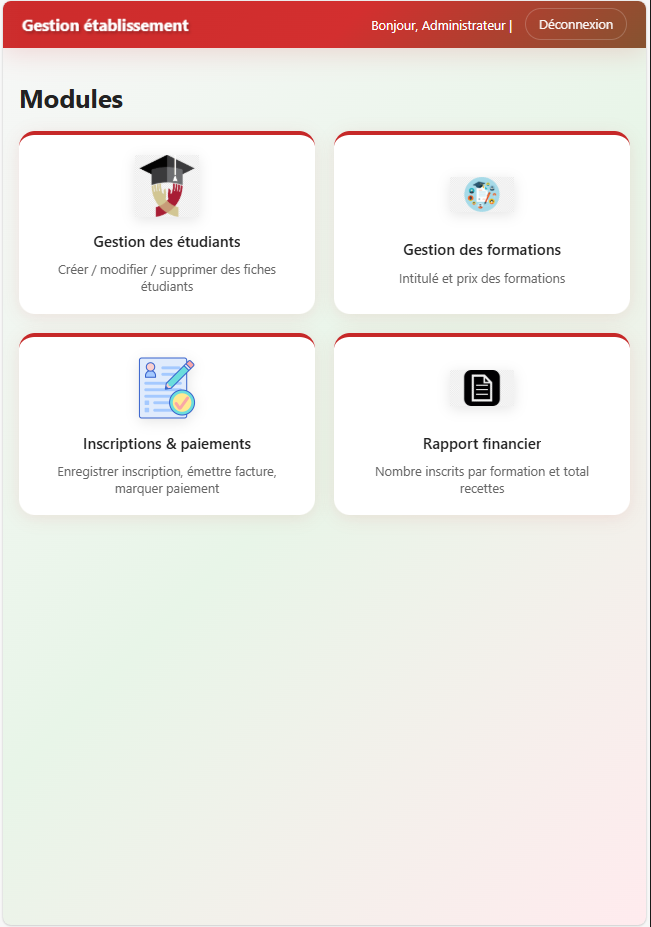 Gestion établissement
Bonjour, Administrateur |
Déconnexion
Modules
Gestion des étudiants
Créer / modifier / supprimer des fiches
étudiants
Gestion des formations
Intitulé et prix des formations
Inscriptions & paiements
Enregistrer inscription, émettre facture,
marquer paiement
Rapport financier
Nombre inscrits par formation et total
recettes